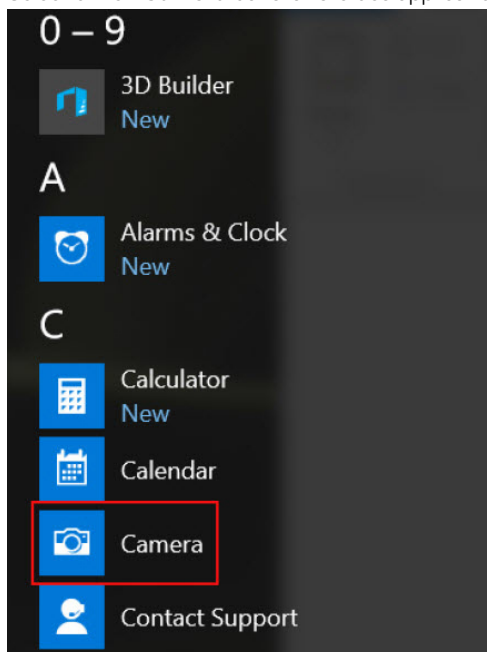 0 – 9
3D Builder
New
A
Alarms & Clock
New
C
Calculator
New
Calendar
Camera
Contact Support